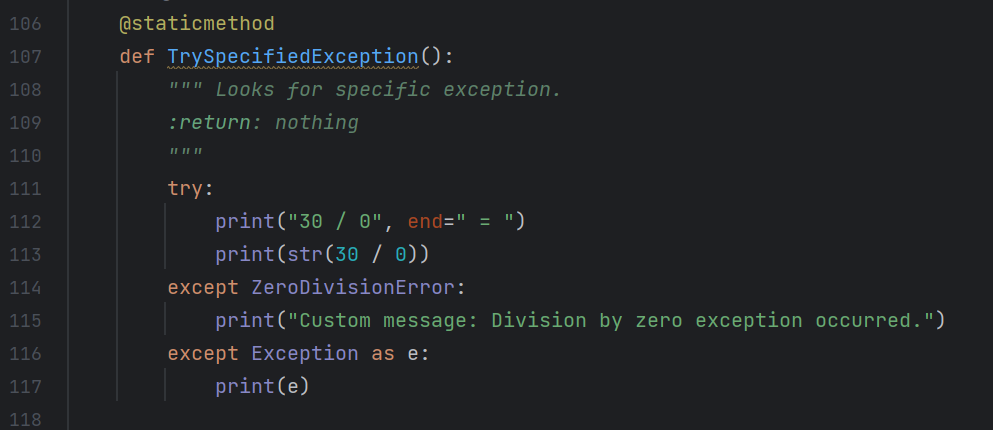 106 @staticmethod
107 def TrySpecifiedException():
108 """ Looks for specific exception.
109 :return: nothing
110 """
111 try:
112 print("30 / 0", end=" = ")
113 print(str(30 / 0))
114 except ZeroDivisionError:
115 print("Custom message: Division by zero exception occurred.")
116 except Exception as e:
117 print(e)
118